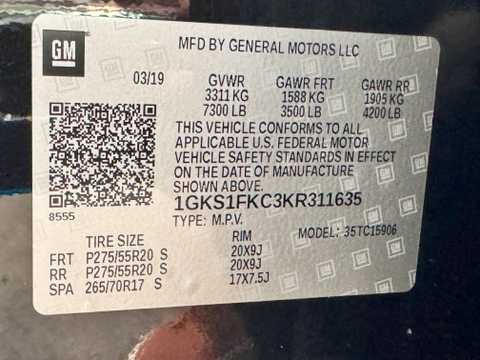 GM
MFD BY GENERAL MOTORS LLC
03/19 GVWR GAWR FRT GAWR RR
3311 KG 1588 KG 1905 KG
7300 LB 3500 LB 4200 LB
THIS VEHICLE CONFORMS TO ALL
APPLICABLE U.S. FEDERAL MOTOR
VEHICLE SAFETY STANDARDS IN EFFECT
ON THE DATE OF MANUFACTURE
SHOWN ABOVE.
8555
1GKS1FKC3KR311635
TYPE: M.P.V. MODEL: 35TC15906
TIRE SIZE RIM
FRT P275/55R20 S 20X9J
RR P275/55R20 S 20X9J
SPA 265/70R17 S 17X7.5J